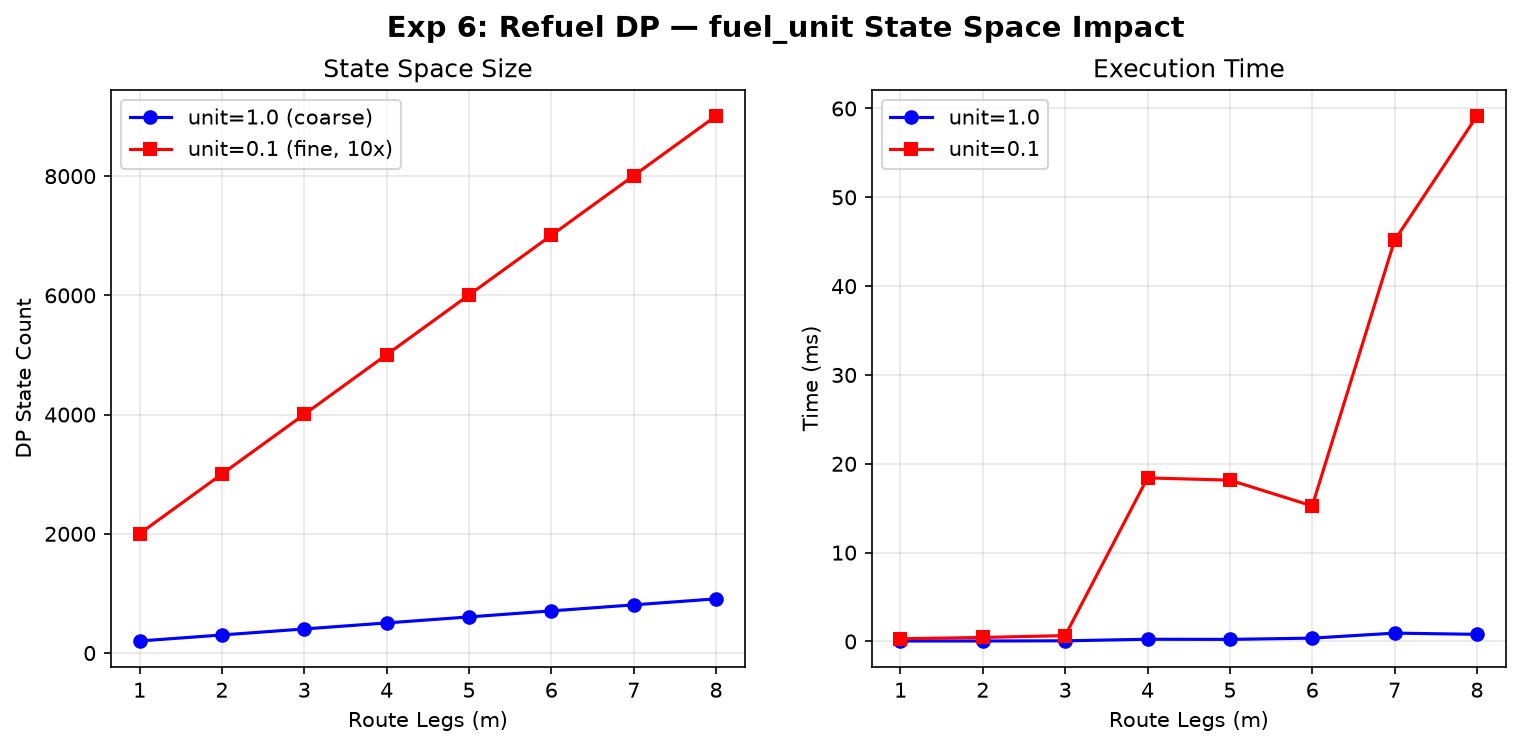 Exp 6: Refuel DP — fuel_unit State Space Impact
State Space Size
unit=1.0 (coarse)
unit=0.1 (fine, 10x)
DP State Count
8000
6000
4000
2000
0
1 2 3 4 5 6 7 8
Route Legs (m)
Execution Time
unit=1.0
unit=0.1
Time (ms)
60
50
40
30
20
10
0
1 2 3 4 5 6 7 8
Route Legs (m)